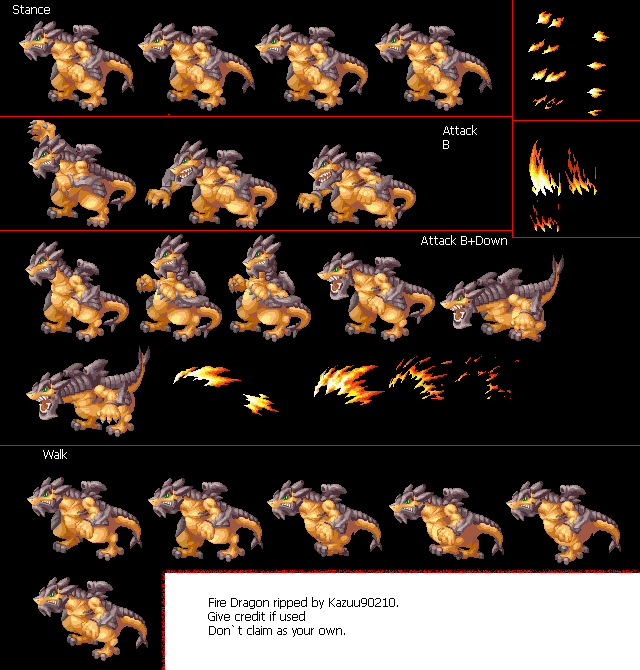 Stance
Attack
B
Attack B+Down
Walk
Fire Dragon ripped by Kazuu90210.
Give credit if used
Don`t claim as your own.